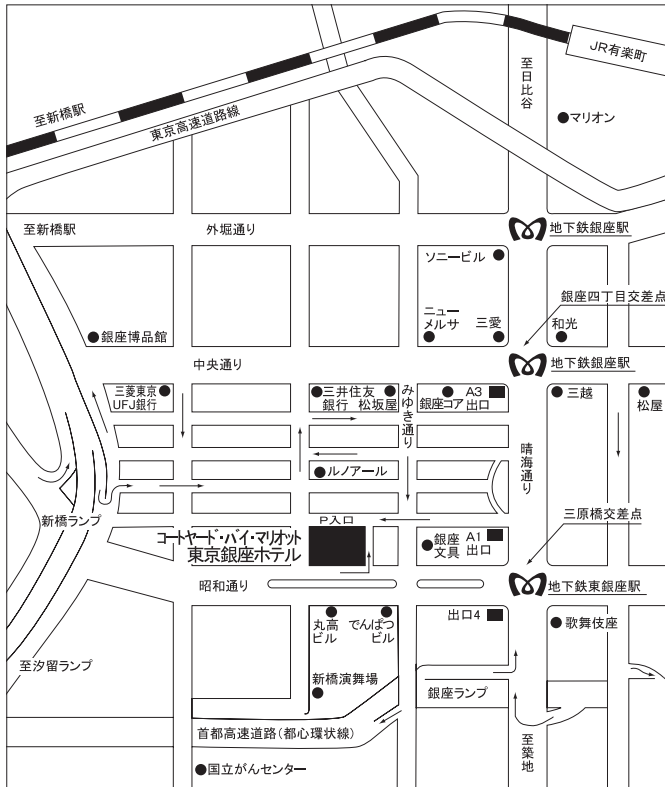 JR有楽町
至日比谷
至新橋駅
東京高速道路線
マリオン
至新橋駅
外堀通り
地下鉄銀座駅
ソニービル
銀座四丁目交差点
ニュー
メルサ
三愛
和光
銀座博品館
中央通り
地下鉄銀座駅
三菱東京
UFJ銀行
三井住友
銀行
松坂屋
みゆき通り
銀座コア
A3
出口
三越
松屋
晴海通り
ルノアール
新橋ランプ
P入口
三原橋交差点
コートヤード・バイ・マリオット
東京銀座ホテル
銀座
文具
A1
出口
昭和通り
地下鉄東銀座駅
丸高
ビル
でんぱつ
ビル
出口4
歌舞伎座
至汐留ランプ
新橋演舞場
銀座ランプ
首都高速道路(都心環状線)
至築地
国立がんセンター